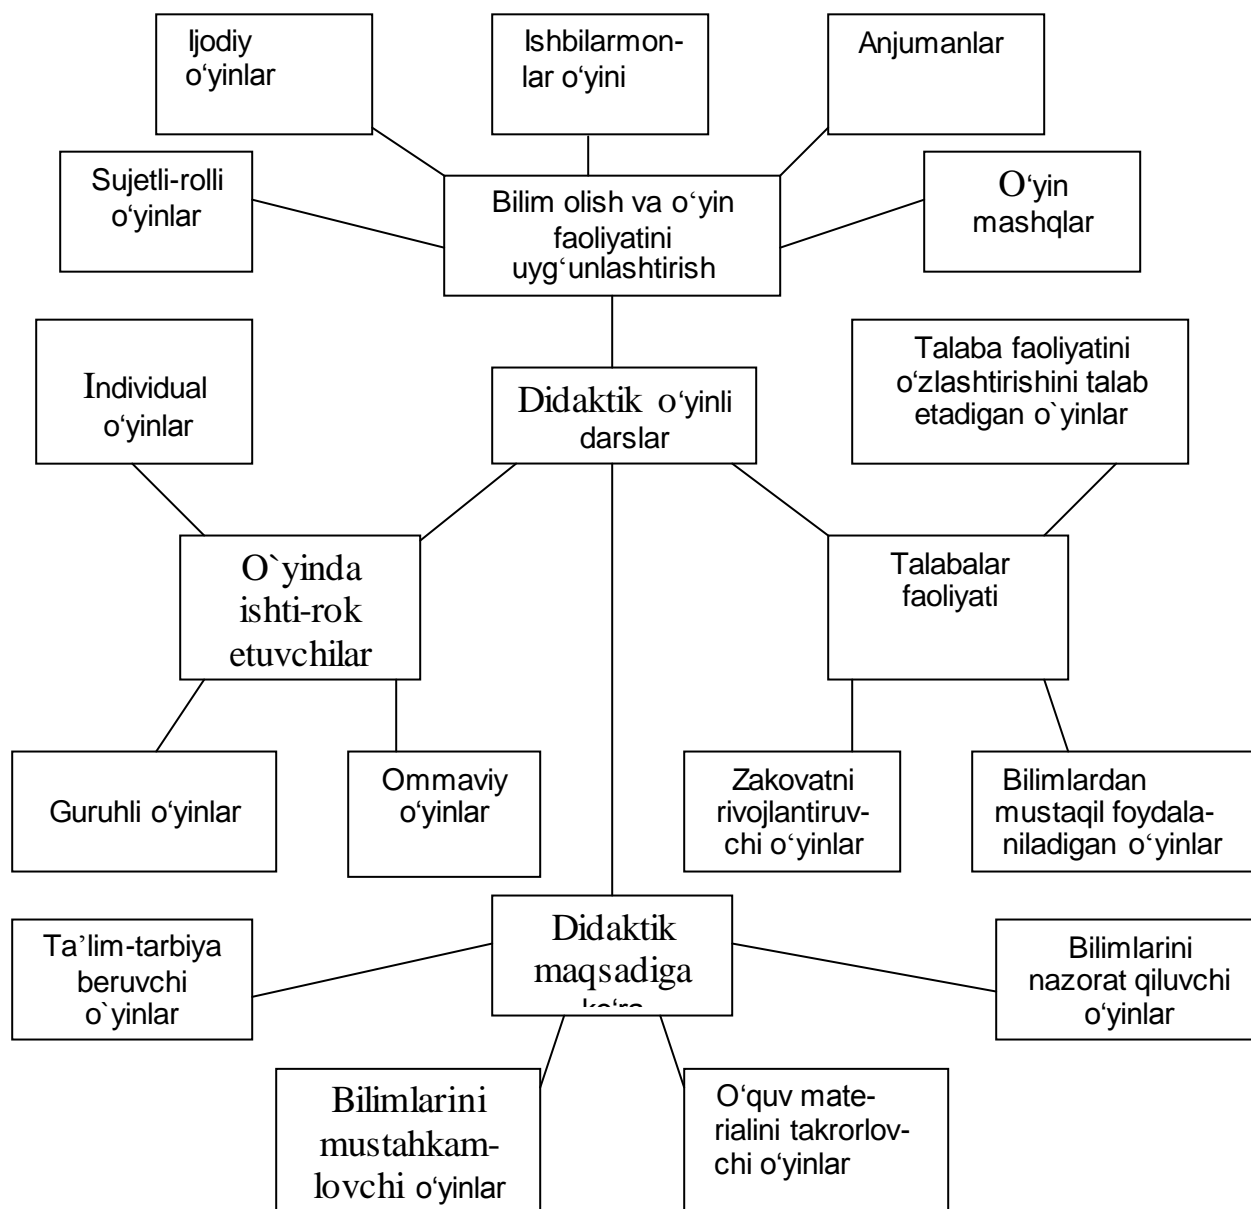 Ijodiy
o‘yinlar
Ishbilarmon-
lar o‘yini
Anjumanlar
Sujetli-rolli
o‘yinlar
Bilim olish va o‘yin
faoliyatini
uyg‘unlashtirish
O‘yin
mashqlar
Individual
o‘yinlar
Didaktik o‘yinli
darslar
Talaba faoliyatini
o‘zlashtirishini talab
etadigan o`yinlar
O`yinda
ishti-rok
etuvchilar
Talabalar
faoliyati
Guruhli o‘yinlar
Ommaviy
o‘yinlar
Zakovatni
rivojlantiruv-
chi o‘yinlar
Bilimlardan
mustaqil foydala-
niladigan o‘yinlar
Ta’lim-tarbiya
beruvchi
o`yinlar
Didaktik
maqsadiga
ko‘ra
Bilimlarini
nazorat qiluvchi
o‘yinlar
Bilimlarini
mustahkam-
lovchi o‘yinlar
O‘quv mate-
rialini takrorlov-
chi o‘yinlar